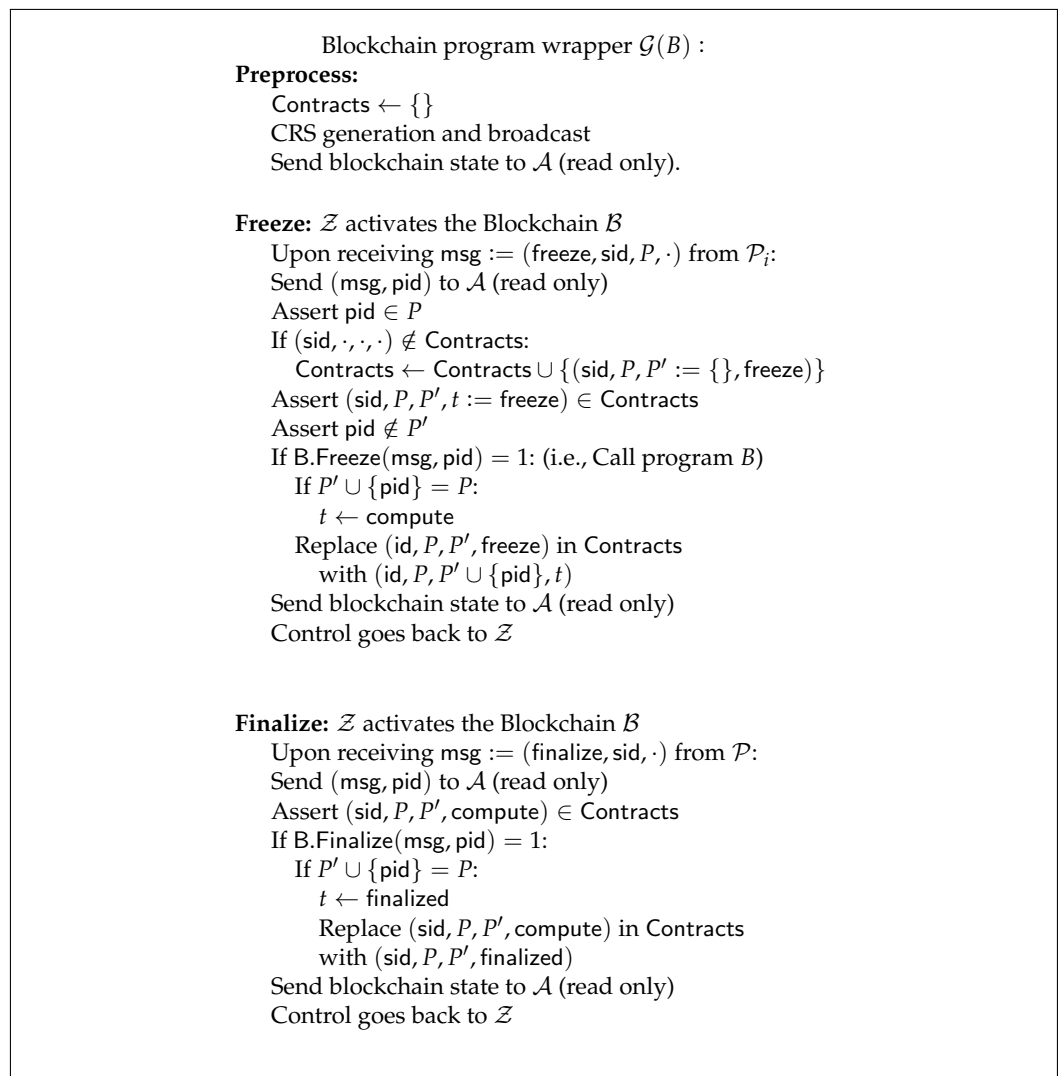 Blockchain program wrapper 𝒢(B) :
Preprocess:
Contracts ← {}
CRS generation and broadcast
Send blockchain state to 𝒜 (read only).
Freeze: 𝒵 activates the Blockchain ℬ
Upon receiving msg := (freeze, sid, P, ·) from 𝒫ᵢ:
Send (msg, pid) to 𝒜 (read only)
Assert pid ∈ P
If (sid, ·, ·, ·) ∉ Contracts:
Contracts ← Contracts ∪ {(sid, P, P′ := {}, freeze)}
Assert (sid, P, P′, t := freeze) ∈ Contracts
Assert pid ∉ P′
If B.Freeze(msg, pid) = 1: (i.e., Call program B)
If P′ ∪ {pid} = P:
t ← compute
Replace (id, P, P′, freeze) in Contracts
with (id, P, P′ ∪ {pid}, t)
Send blockchain state to 𝒜 (read only)
Control goes back to 𝒵
Finalize: 𝒵 activates the Blockchain ℬ
Upon receiving msg := (finalize, sid, ·) from 𝒫:
Send (msg, pid) to 𝒜 (read only)
Assert (sid, P, P′, compute) ∈ Contracts
If B.Finalize(msg, pid) = 1:
If P′ ∪ {pid} = P:
t ← finalized
Replace (sid, P, P′, compute) in Contracts
with (sid, P, P′, finalized)
Send blockchain state to 𝒜 (read only)
Control goes back to 𝒵